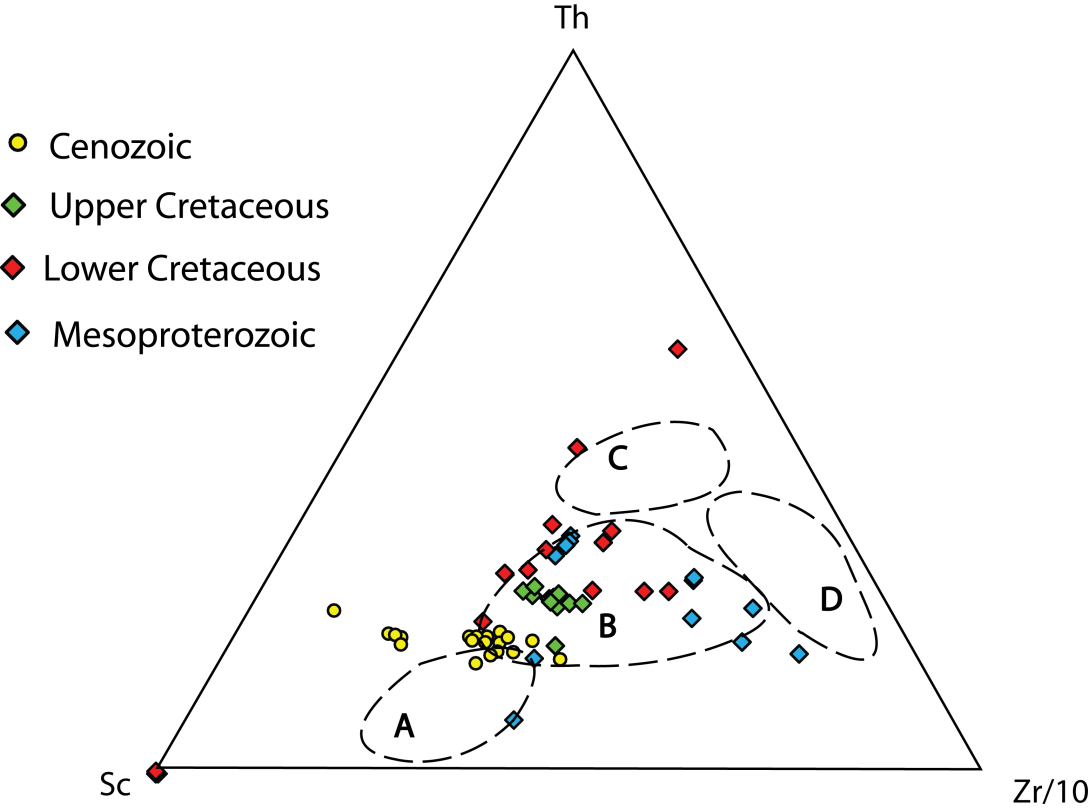 Th
Cenozoic
Upper Cretaceous
Lower Cretaceous
Mesoproterozoic
C
D
B
A
Sc
Zr/10